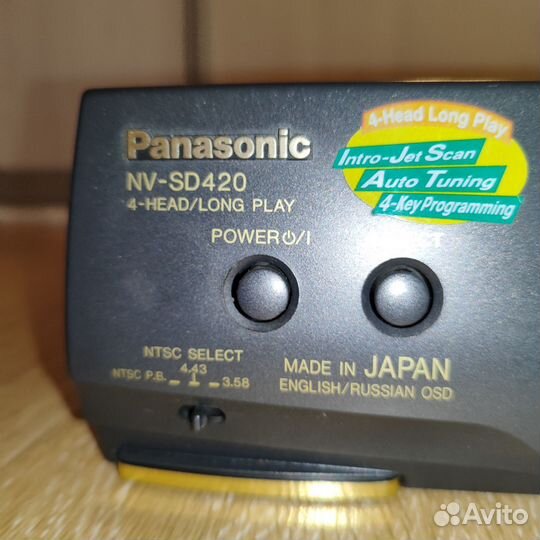 Panasonic
NV-SD420
4-HEAD/LONG PLAY
4-Head Long Play
Intro-Jet Scan
Auto Tuning
4-Key Programming
POWER⏻/I
NTSC SELECT
4.43
NTSC P.B. 3.58
MADE IN JAPAN
ENGLISH/RUSSIAN OSD
Avito